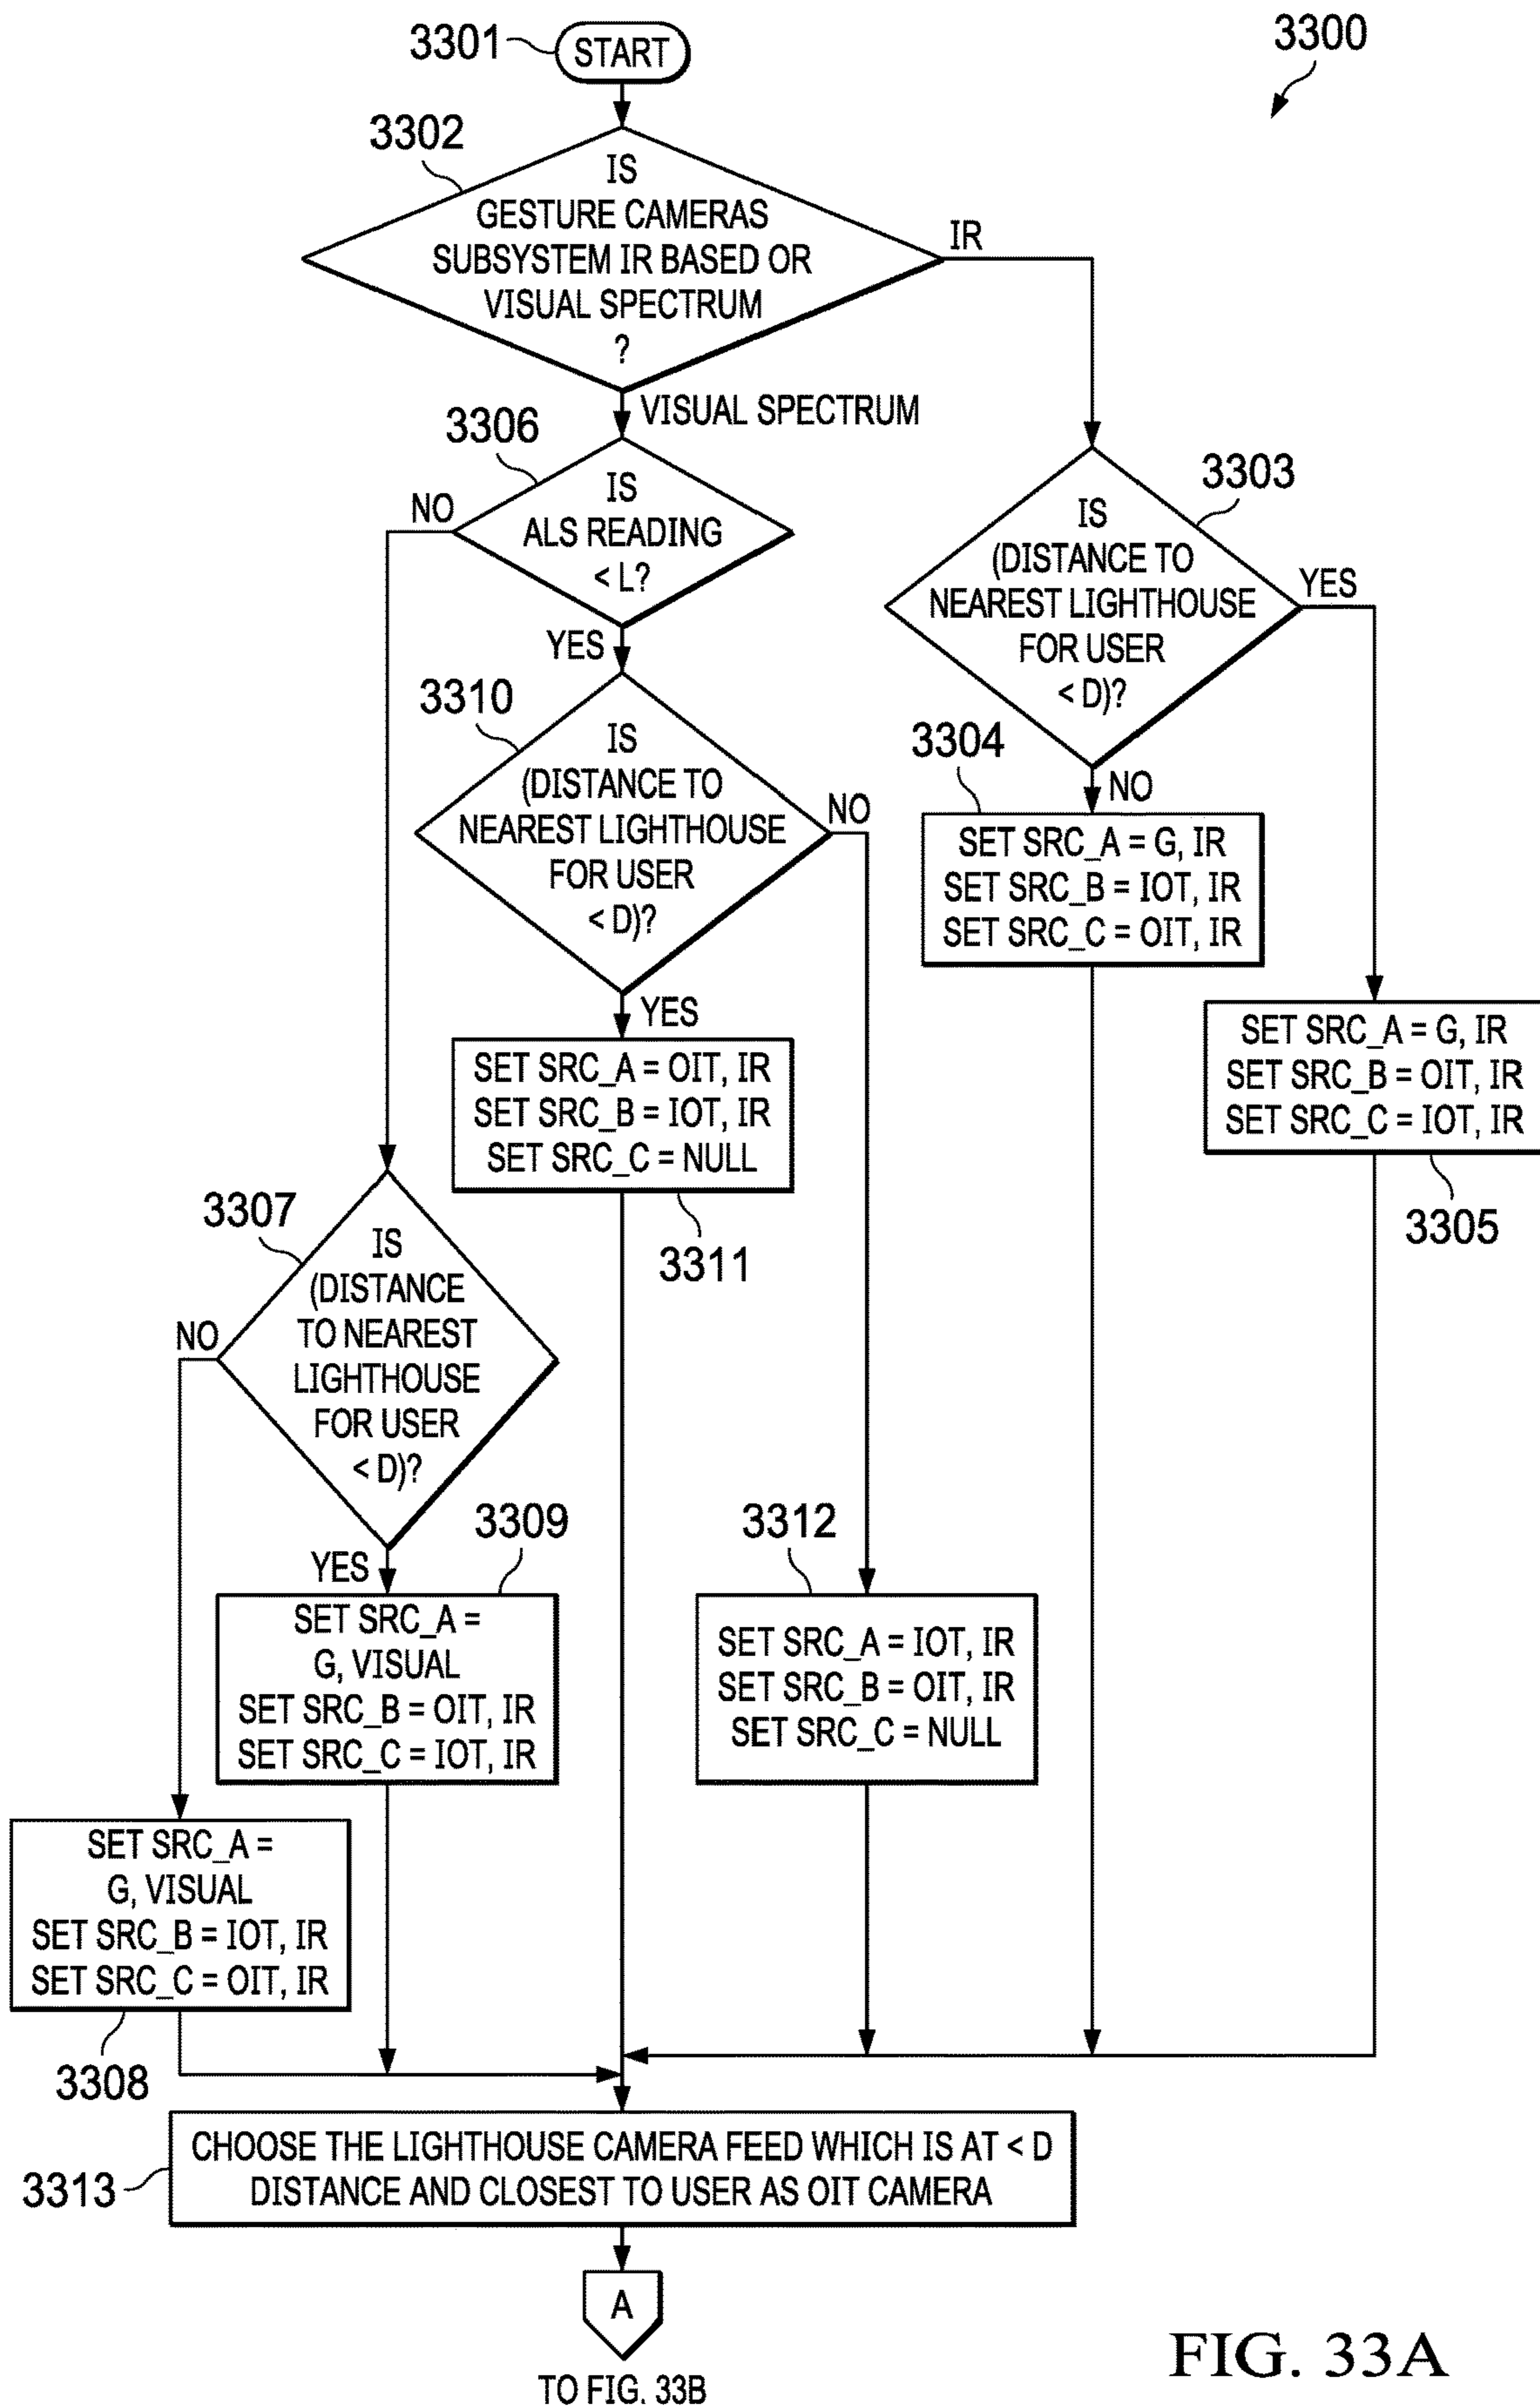 3300
3301
START
3302
IS
GESTURE CAMERAS
SUBSYSTEM IR BASED OR
VISUAL SPECTRUM
?
IR
VISUAL SPECTRUM
3306
IS
ALS READING
< L?
NO
YES
3303
IS
(DISTANCE TO
NEAREST LIGHTHOUSE
FOR USER
< D)?
YES
NO
3310
IS
(DISTANCE TO
NEAREST LIGHTHOUSE
FOR USER
< D)?
NO
YES
3304
SET SRC_A = G, IR
SET SRC_B = IOT, IR
SET SRC_C = OIT, IR
SET SRC_A = G, IR
SET SRC_B = OIT, IR
SET SRC_C = IOT, IR
3305
SET SRC_A = OIT, IR
SET SRC_B = IOT, IR
SET SRC_C = NULL
3311
3307
IS
(DISTANCE
TO NEAREST
LIGHTHOUSE
FOR USER
< D)?
NO
YES
3309
SET SRC_A =
G, VISUAL
SET SRC_B = OIT, IR
SET SRC_C = IOT, IR
3312
SET SRC_A = IOT, IR
SET SRC_B = OIT, IR
SET SRC_C = NULL
SET SRC_A =
G, VISUAL
SET SRC_B = IOT, IR
SET SRC_C = OIT, IR
3308
3313
CHOOSE THE LIGHTHOUSE CAMERA FEED WHICH IS AT < D
DISTANCE AND CLOSEST TO USER AS OIT CAMERA
A
TO FIG. 33B
FIG. 33A